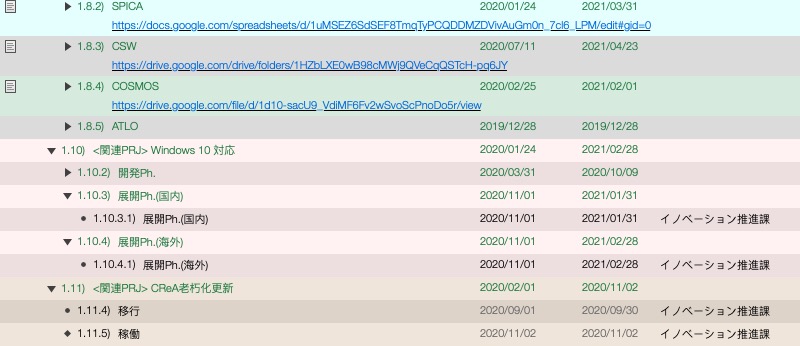 1.8.2) SPICA 2020/01/24 2021/03/31
https://docs.google.com/spreadsheets/d/1uMSEZ6SdSEF8TmqTyPCQDDMZDVivAuGm0n_7cI6_LPM/edit#gid=0
1.8.3) CSW 2020/07/11 2021/04/23
https://drive.google.com/drive/folders/1HZbLXE0wB98cMWj9QVeCqQSTcH-pq6JY
1.8.4) COSMOS 2020/02/25 2021/02/01
https://drive.google.com/file/d/1d10-sacU9_VdiMF6Fv2wSvoScPnoDo5r/view
1.8.5) ATLO 2019/12/28 2019/12/28
1.10) <関連PRJ> Windows 10 対応 2020/01/24 2021/02/28
1.10.2) 開発Ph. 2020/03/31 2020/10/09
1.10.3) 展開Ph.(国内) 2020/11/01 2021/01/31
1.10.3.1) 展開Ph.(国内) 2020/11/01 2021/01/31 イノベーション推進課
1.10.4) 展開Ph.(海外) 2020/11/01 2021/02/28
1.10.4.1) 展開Ph.(海外) 2020/11/01 2021/02/28 イノベーション推進課
1.11) <関連PRJ> CReA老朽化更新 2020/02/01 2020/11/02
1.11.4) 移行 2020/09/01 2020/09/30 イノベーション推進課
1.11.5) 稼働 2020/11/02 2020/11/02 イノベーション推進課